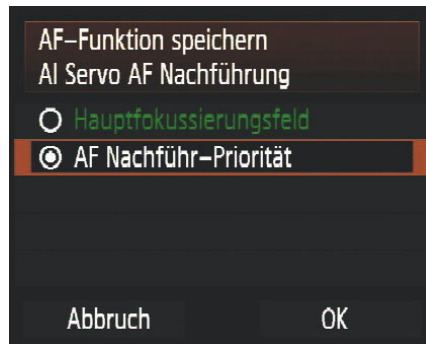 AF–Funktion speichern
AI Servo AF Nachführung
Hauptfokussierungsfeld
AF Nachführ–Priorität
Abbruch OK